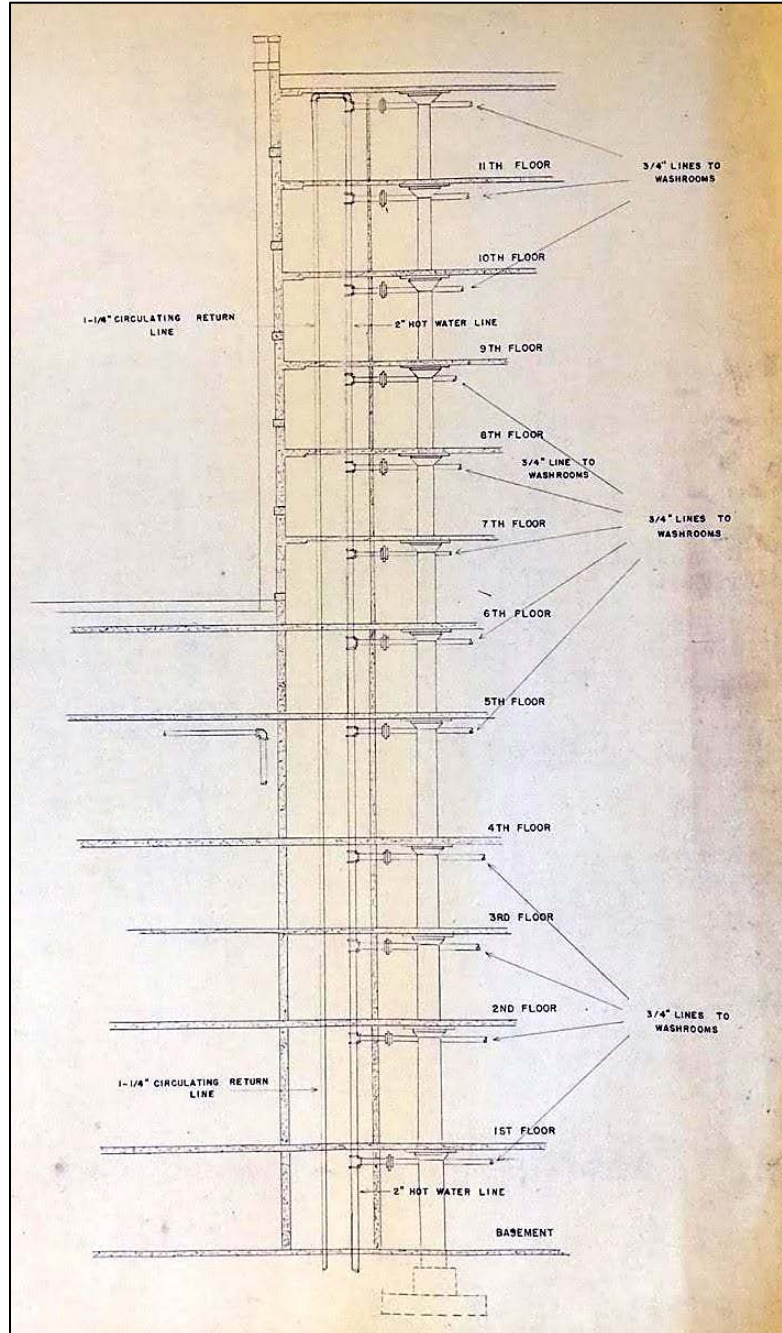 11TH FLOOR
3/4" LINES TO
WASHROOMS
10TH FLOOR
1-1/4" CIRCULATING RETURN
LINE
2" HOT WATER LINE
9TH FLOOR
8TH FLOOR
3/4" LINE TO
WASHROOMS
7TH FLOOR
3/4" LINES TO
WASHROOMS
6TH FLOOR
5TH FLOOR
4TH FLOOR
3RD FLOOR
2ND FLOOR
3/4" LINES TO
WASHROOMS
1-1/4" CIRCULATING RETURN
LINE
1ST FLOOR
2" HOT WATER LINE
BASEMENT